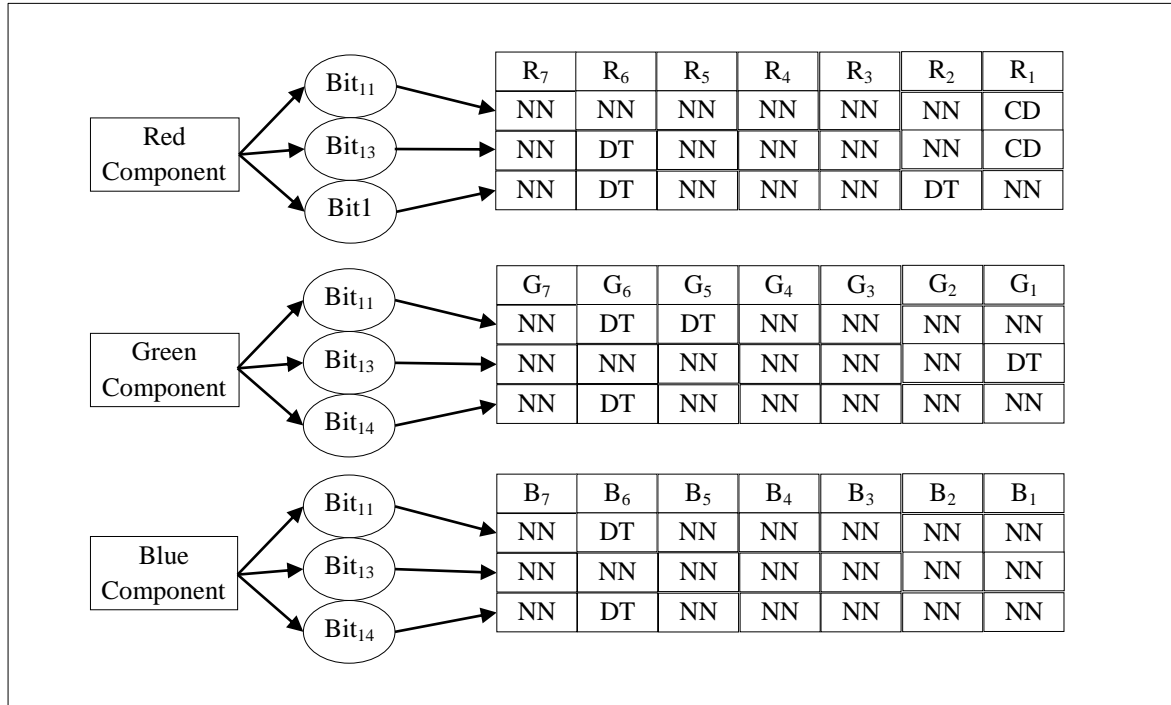 R₇ R₆ R₅ R₄ R₃ R₂ R₁
Bit₁₁ NN NN NN NN NN NN CD
Red Component
Bit₁₃ NN DT NN NN NN NN CD
Bit1 NN DT NN NN NN DT NN
G₇ G₆ G₅ G₄ G₃ G₂ G₁
Bit₁₁ NN DT DT NN NN NN NN
Green Component
Bit₁₃ NN NN NN NN NN NN DT
Bit₁₄ NN DT NN NN NN NN NN
B₇ B₆ B₅ B₄ B₃ B₂ B₁
Bit₁₁ NN DT NN NN NN NN NN
Blue Component
Bit₁₃ NN NN NN NN NN NN NN
Bit₁₄ NN DT NN NN NN NN NN